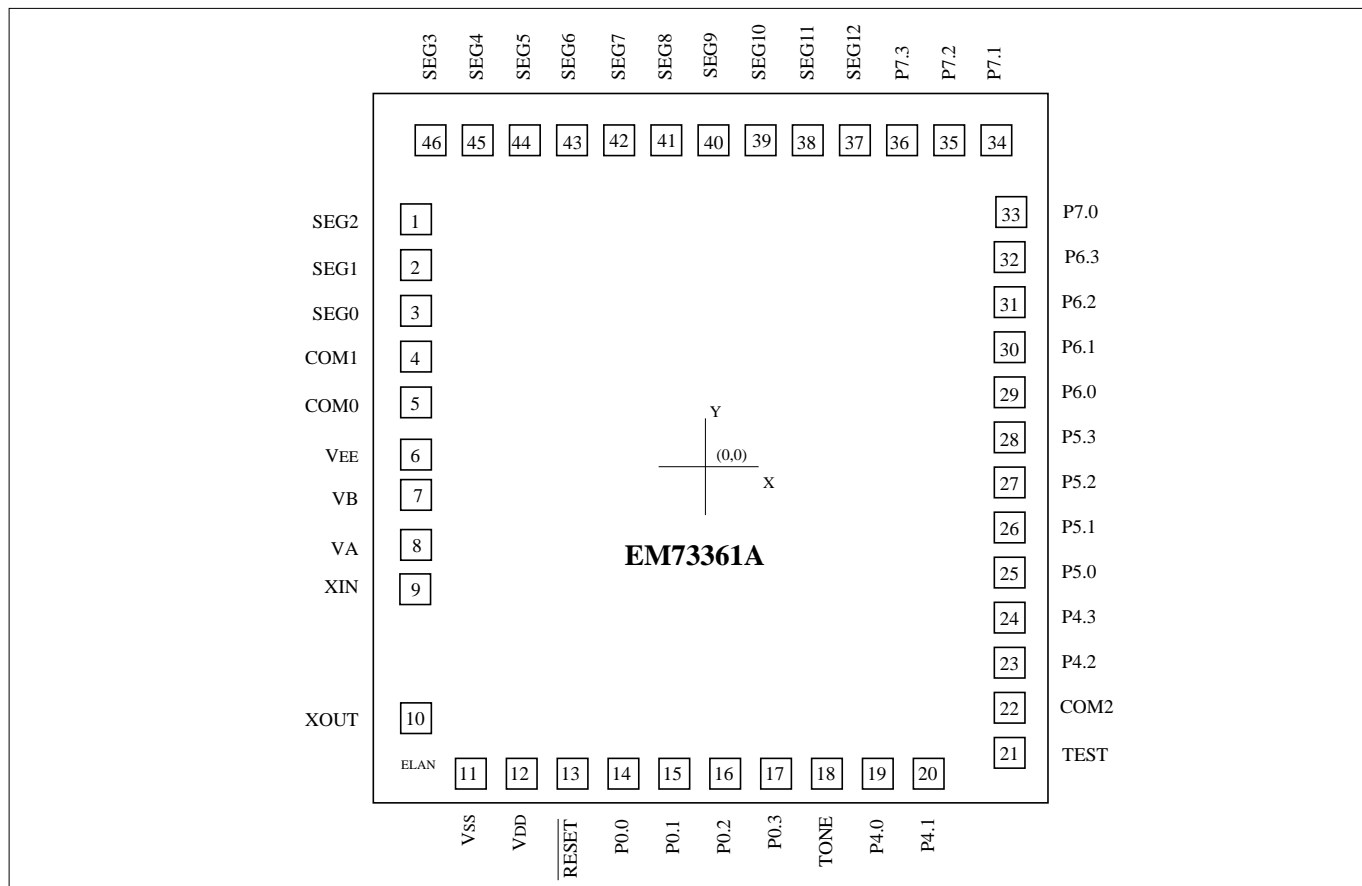 SEG3 SEG4 SEG5 SEG6 SEG7 SEG8 SEG9 SEG10 SEG11 SEG12 P7.3 P7.2 P7.1
46 45 44 43 42 41 40 39 38 37 36 35 34
SEG2 1 33 P7.0
SEG1 2 32 P6.3
SEG0 3 31 P6.2
COM1 4 30 P6.1
COM0 5 29 P6.0
Y
VEE 6 (0,0) 28 P5.3
X
VB 7 27 P5.2
VA 8 EM73361A 26 P5.1
XIN 9 25 P5.0
24 P4.3
23 P4.2
XOUT 10 22 COM2
21 TEST
ELAN
11 12 13 14 15 16 17 18 19 20
VSS VDD RESET P0.0 P0.1 P0.2 P0.3 TONE P4.0 P4.1